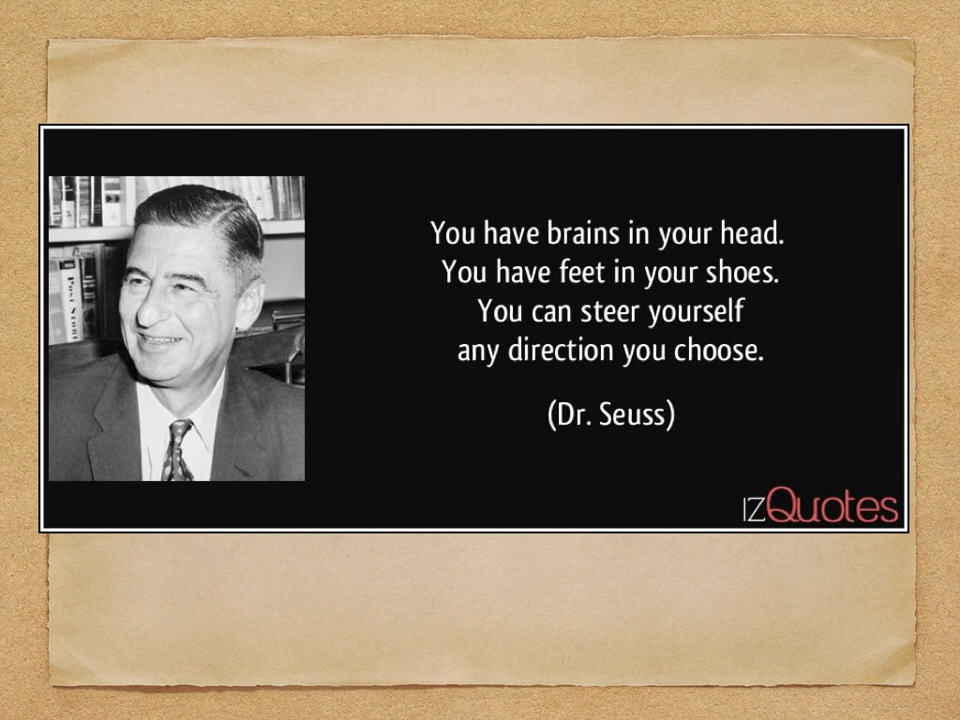 You have brains in your head.
You have feet in your shoes.
You can steer yourself
any direction you choose.
(Dr. Seuss)
IZQuotes